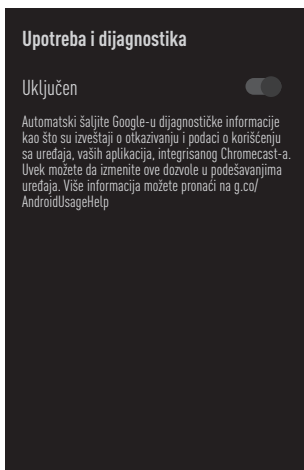 Upotreba i dijagnostika
Uključen
Automatski šaljite Google-u dijagnostičke informacije
kao što su izveštaji o otkazivanju i podaci o korišćenju
sa uređaja, vaših aplikacija, integrisanog Chromecast-a.
Uvek možete da izmenite ove dozvole u podešavanjima
uređaja. Više informacija možete pronaći na g.co/
AndroidUsageHelp